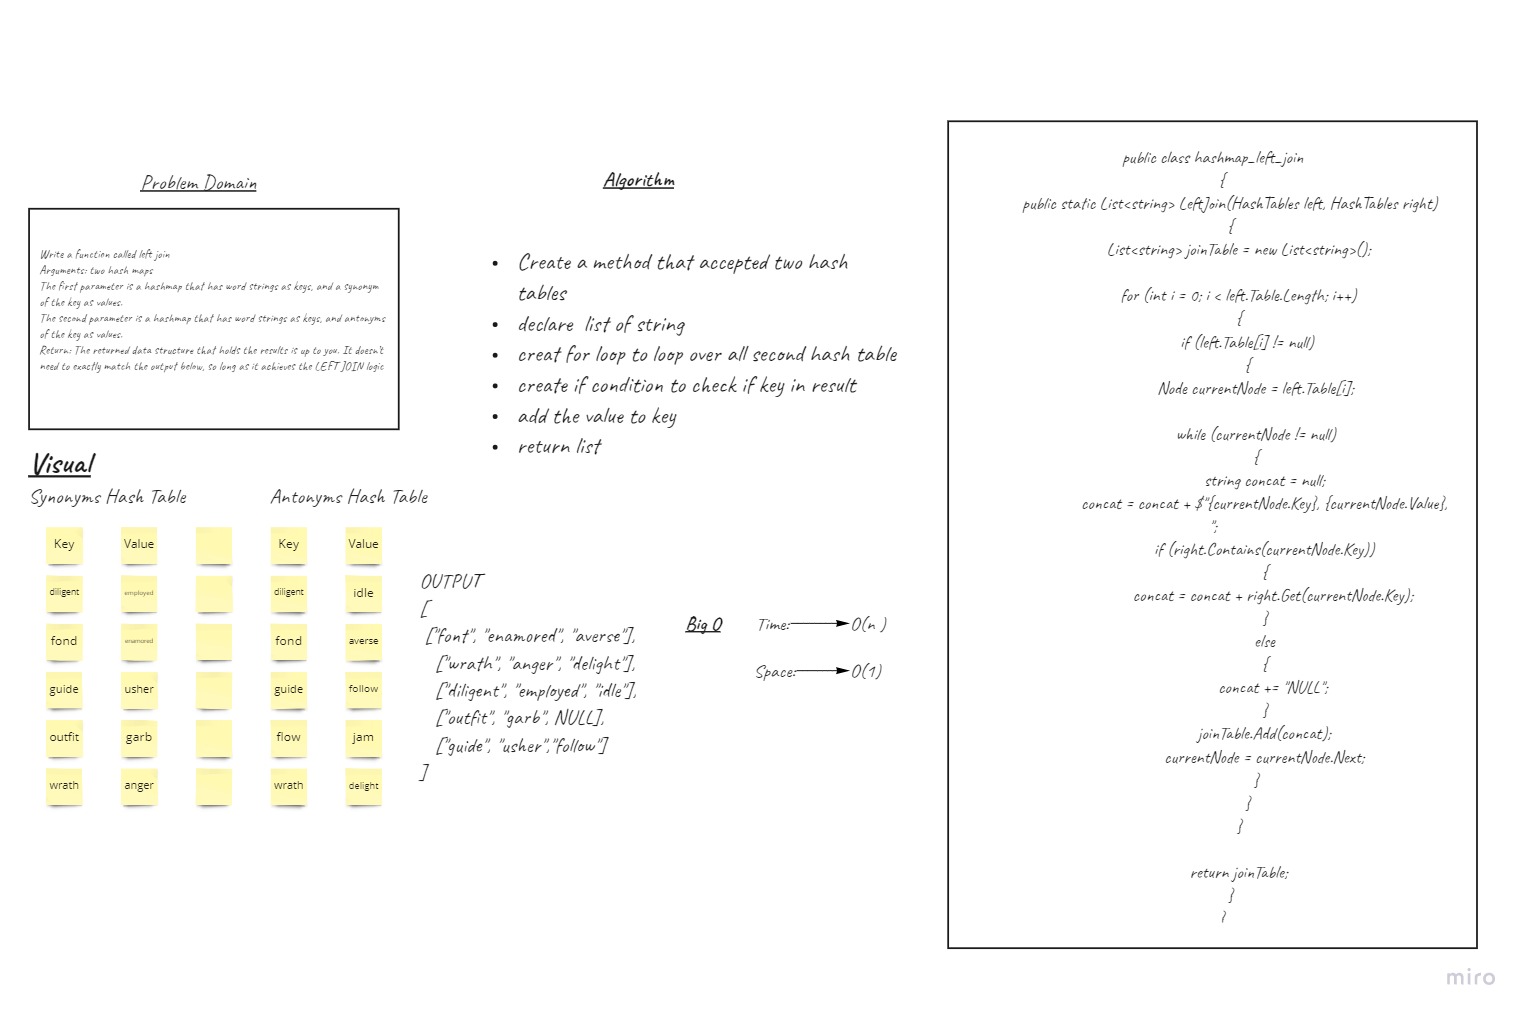 Problem Domain
Write a function called left join
Arguments: two hash maps
The first parameter is a hashmap that has word strings as keys, and a synonym
of the key as values.
The second parameter is a hashmap that has word strings as keys, and antonyms
of the key as values.
Return: The returned data structure that holds the results is up to you. It doesn't
need to exactly match the output below, so long as it achieves the LEFT JOIN logic
Visual
Synonyms Hash Table
Antonyms Hash Table
Key Value Key Value
diligent employed diligent idle
fond enamored fond averse
guide usher guide follow
outfit garb flow jam
wrath anger wrath delight
Algorithm
• Create a method that accepted two hash
tables
• declare list of string
• creat for loop to loop over all second hash table
• create if condition to check if key in result
• add the value to key
• return list
OUTPUT
[
["font", "enamored", "averse"],
["wrath", "anger", "delight"],
["diligent", "employed", "idle"],
["outfit", "garb", NULL],
["guide", "usher","follow"]
]
Big O
Time: O(n )
Space: O(1)
public class hashmap_left_join
{
public static List<string> LeftJoin(HashTables left, HashTables right)
{
List<string> joinTable = new List<string>();
for (int i = 0; i < left.Table.Length; i++)
{
if (left.Table[i] != null)
{
Node currentNode = left.Table[i];
while (currentNode != null)
{
string concat = null;
concat = concat + $"{currentNode.Key}, {currentNode.Value},
";
if (right.Contains(currentNode.Key))
{
concat = concat + right.Get(currentNode.Key);
}
else
{
concat += "NULL";
}
joinTable.Add(concat);
currentNode = currentNode.Next;
}
}
}
return joinTable;
}
}
miro